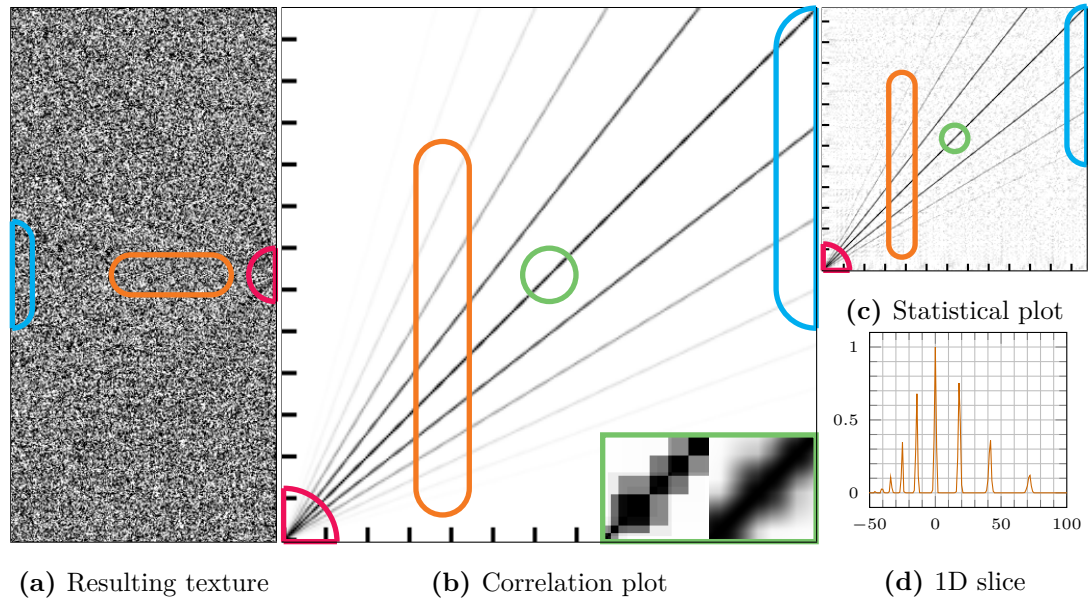 (c) Statistical plot
1
0.5
0
−50 0 50 100
(a) Resulting texture
(b) Correlation plot
(d) 1D slice